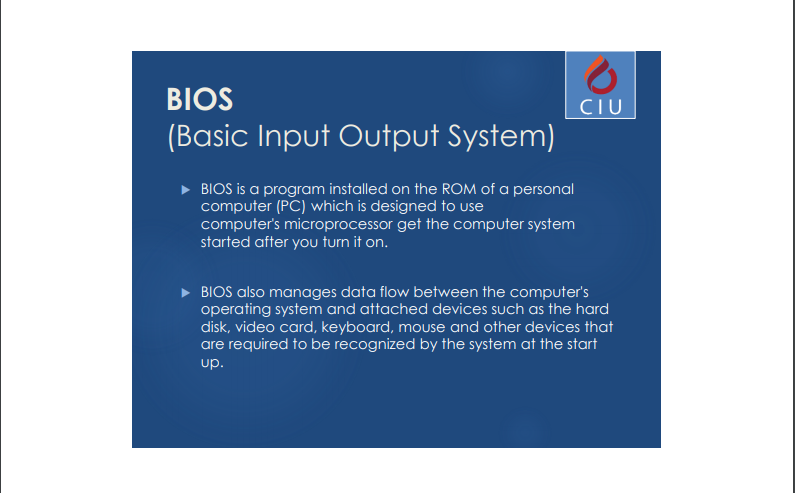 CIU
BIOS
(Basic Input Output System)
BIOS is a program installed on the ROM of a personal
computer (PC) which is designed to use
computer's microprocessor get the computer system
started after you turn it on.
BIOS also manages data flow between the computer's
operating system and attached devices such as the hard
disk, video card, keyboard, mouse and other devices that
are required to be recognized by the system at the start
up.